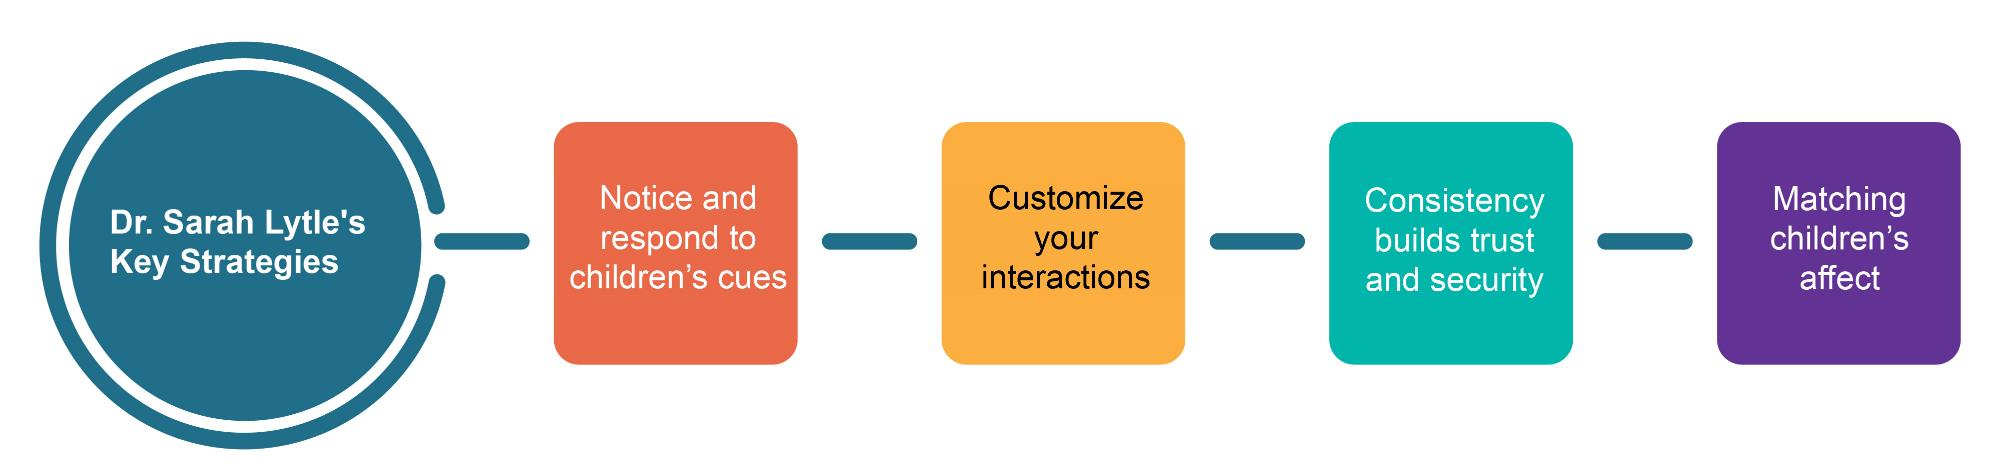 Dr. Sarah Lytle's
Key Strategies
Notice and
respond to
children’s cues
Customize
your
interactions
Consistency
builds trust
and security
Matching
children’s
affect